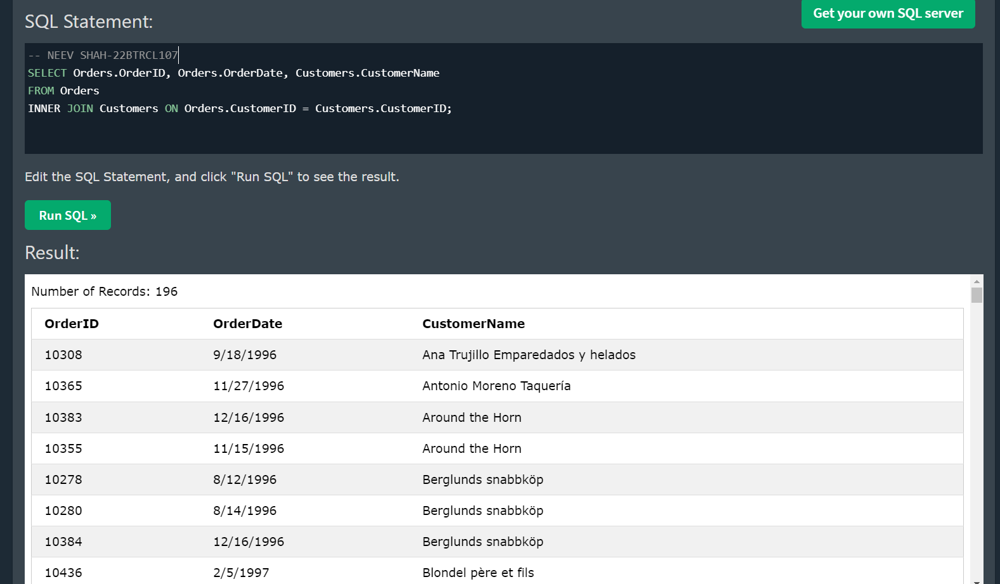 SQL Statement:
Get your own SQL server
-- NEEV SHAH-22BTRCL107
SELECT Orders.OrderID, Orders.OrderDate, Customers.CustomerName
FROM Orders
INNER JOIN Customers ON Orders.CustomerID = Customers.CustomerID;
Edit the SQL Statement, and click "Run SQL" to see the result.
Run SQL »
Result:
Number of Records: 196
OrderID OrderDate CustomerName
10308 9/18/1996 Ana Trujillo Emparedados y helados
10365 11/27/1996 Antonio Moreno Taquería
10383 12/16/1996 Around the Horn
10355 11/15/1996 Around the Horn
10278 8/12/1996 Berglunds snabbköp
10280 8/14/1996 Berglunds snabbköp
10384 12/16/1996 Berglunds snabbköp
10436 2/5/1997 Blondel père et fils